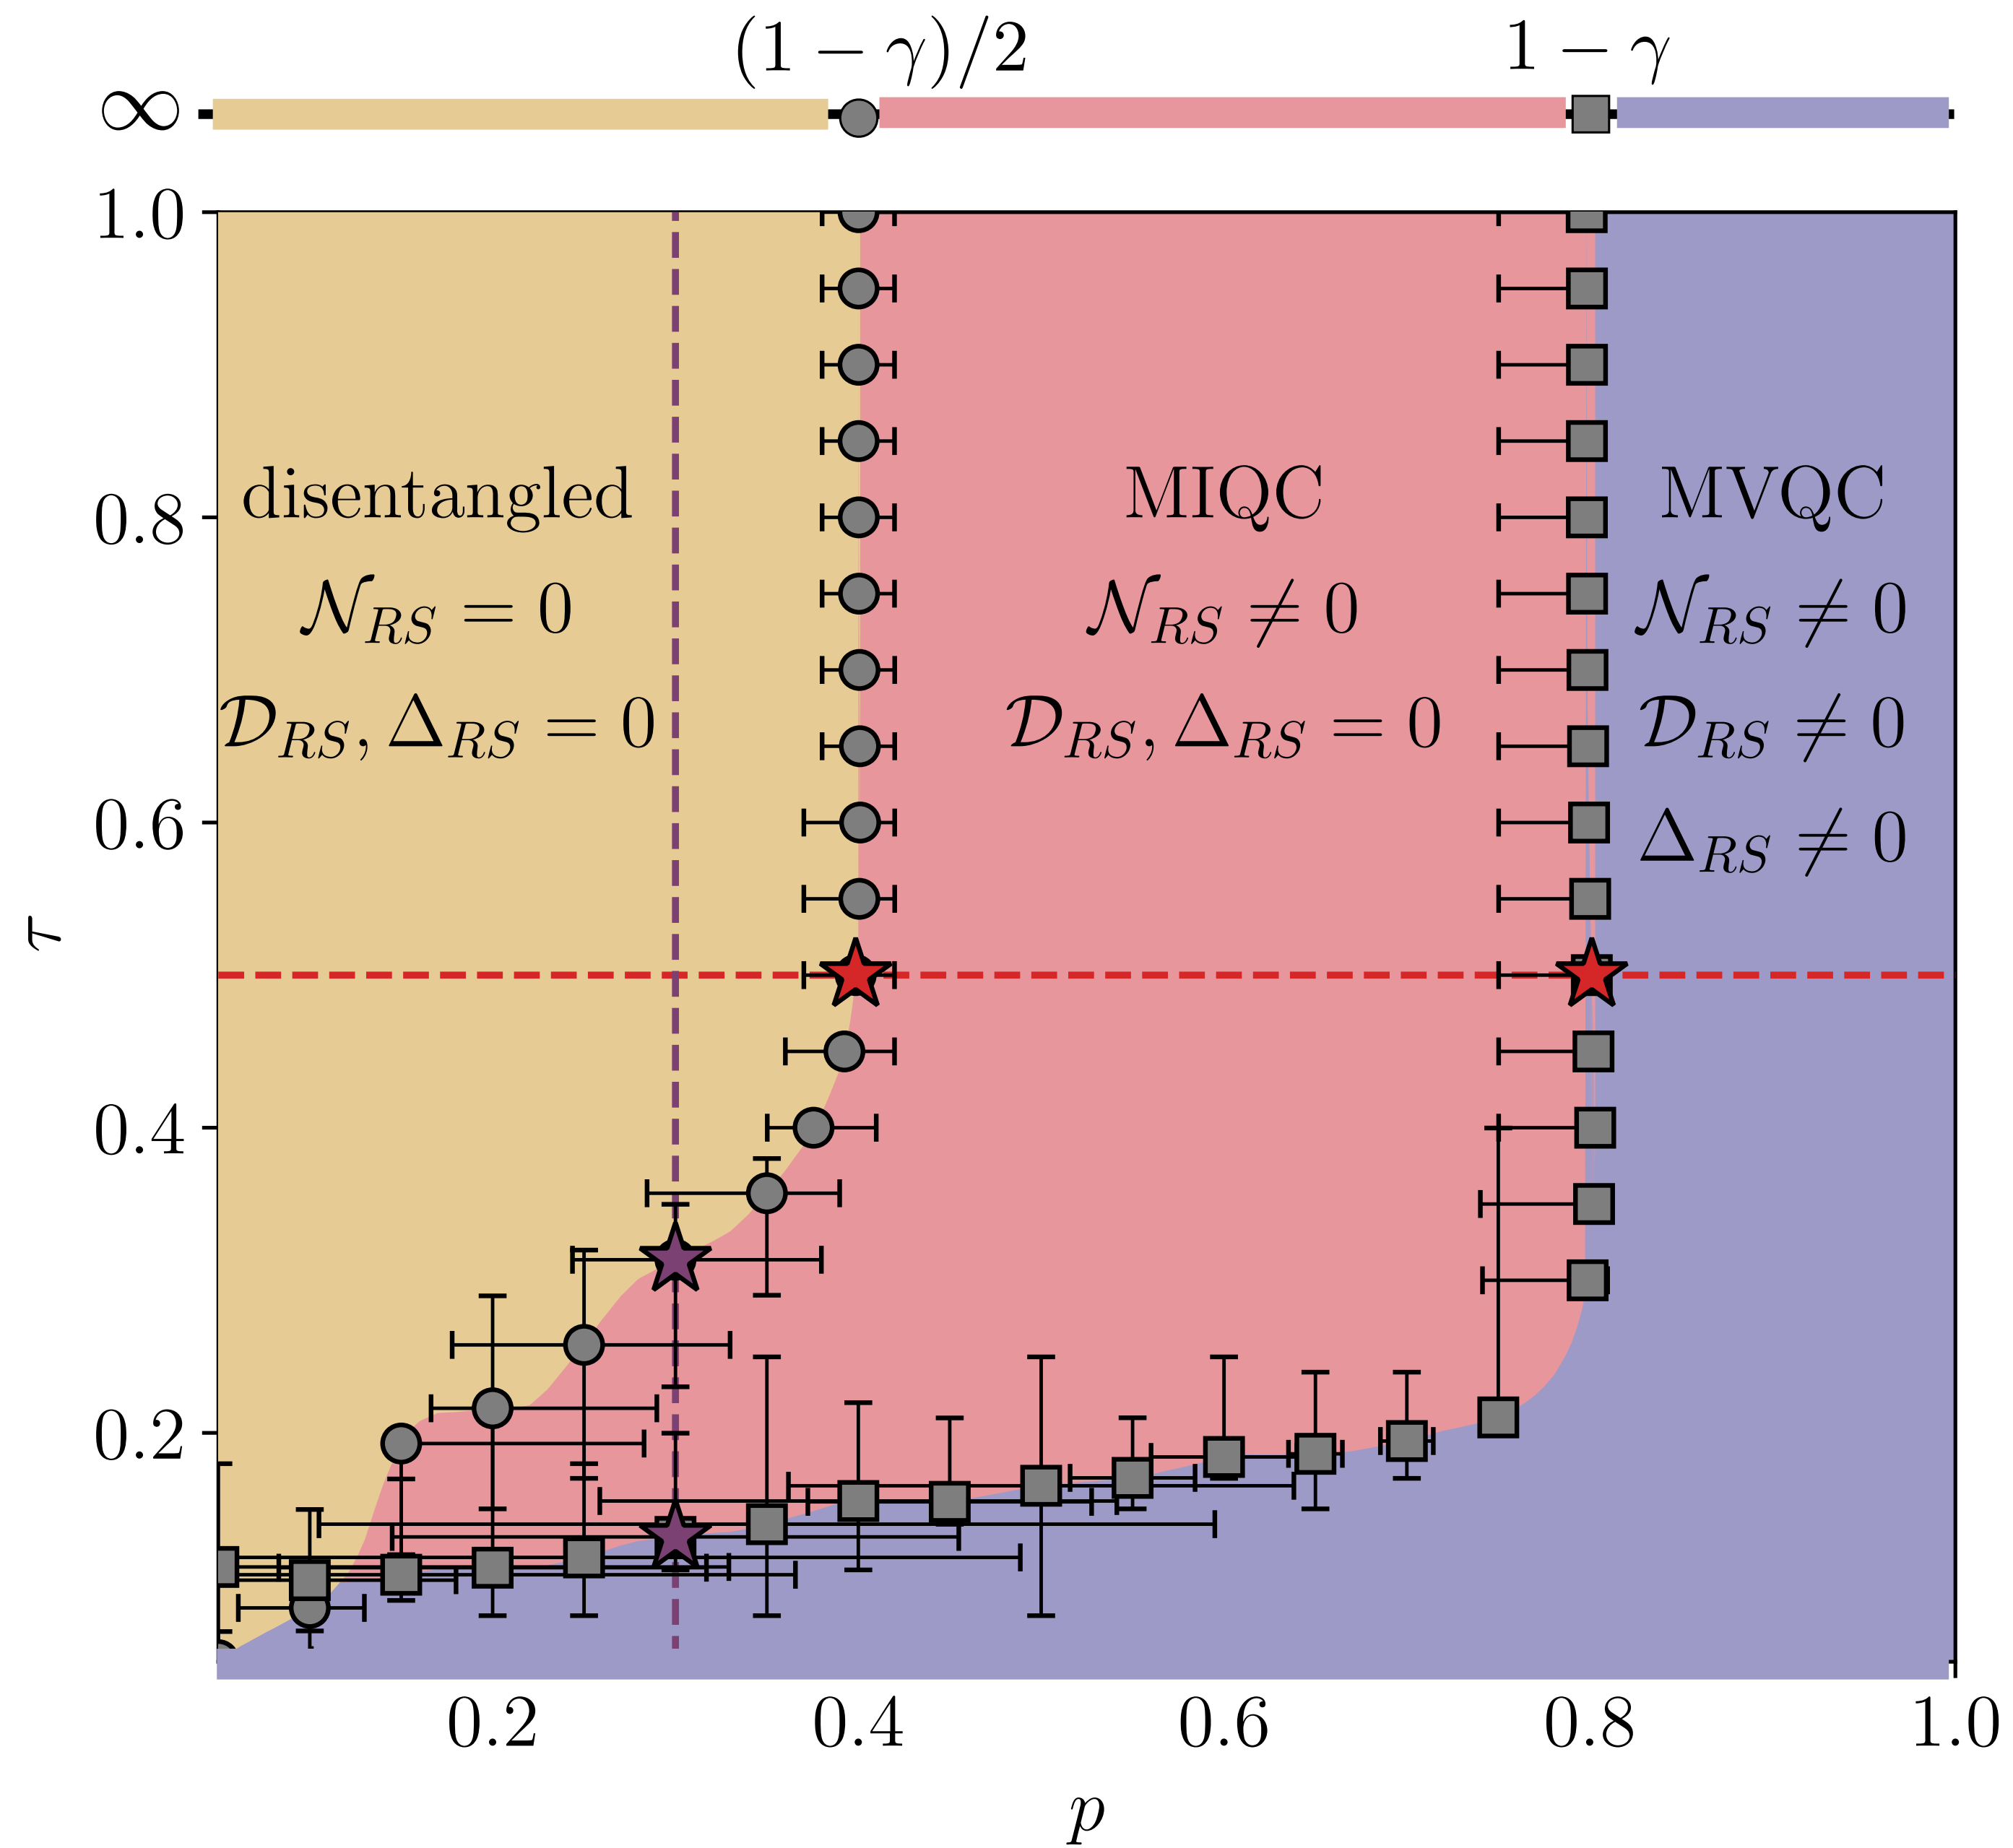 (1 − γ)/2
1 − γ
∞
1.0
0.8
0.6
0.4
0.2
τ
disentangled
𝒩_RS = 0
𝒟_RS, Δ_RS = 0
MIQC
𝒩_RS ≠ 0
𝒟_RS, Δ_RS = 0
MVQC
𝒩_RS ≠ 0
𝒟_RS ≠ 0
Δ_RS ≠ 0
0.2
0.4
0.6
0.8
1.0
p